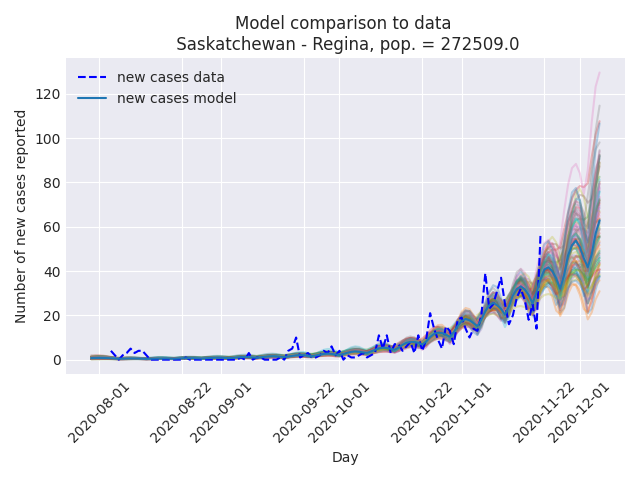 Model comparison to data
Saskatchewan - Regina, pop. = 272509.0
new cases data
new cases model
Number of new cases reported
120
100
80
60
40
20
0
2020-08-01
2020-08-22
2020-09-01
2020-09-22
2020-10-01
2020-10-22
2020-11-01
2020-11-22
2020-12-01
Day